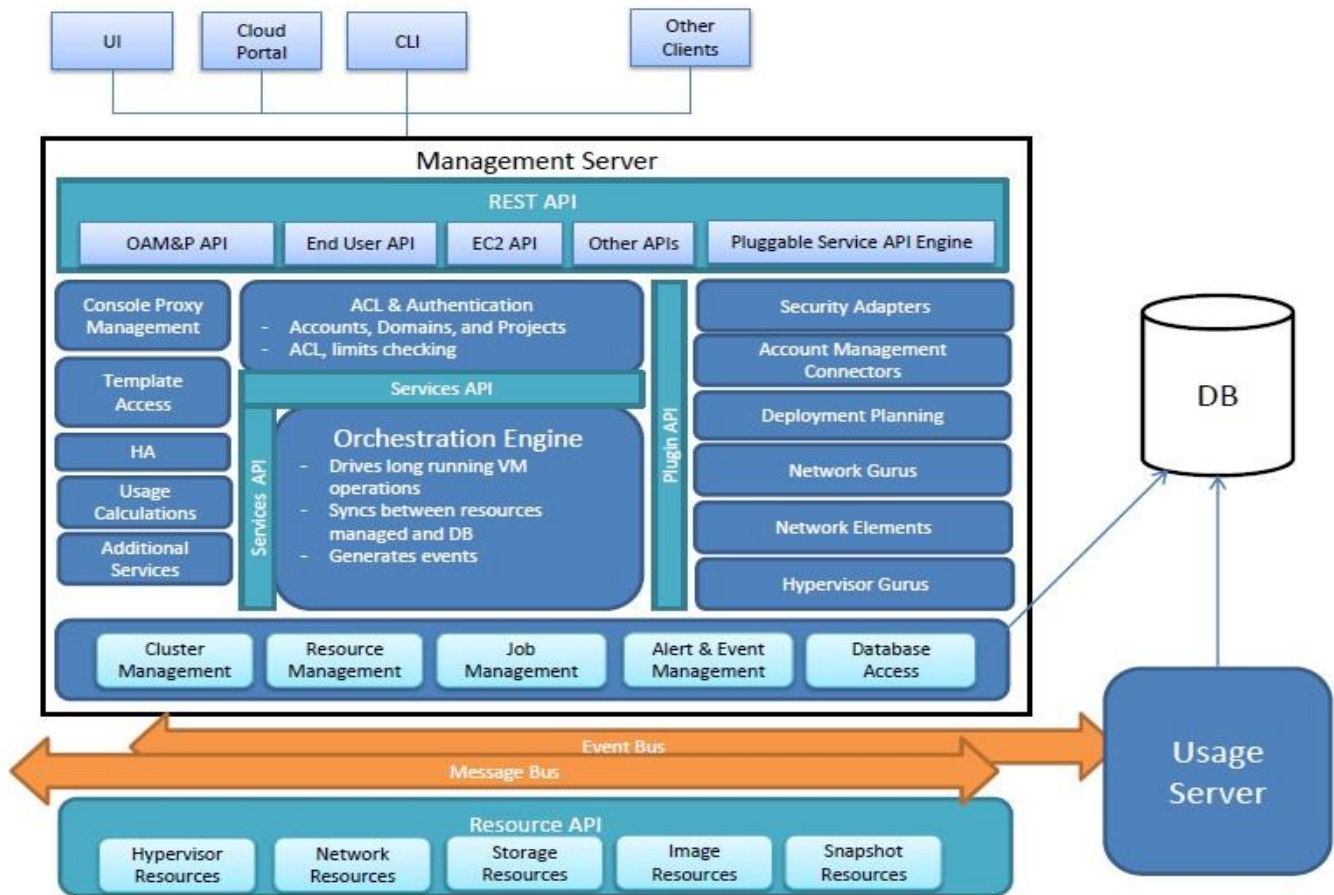 UI
Cloud
Portal
CLI
Other
Clients
Management Server
REST API
OAM&P API
End User API
EC2 API
Other APIs
Pluggable Service API Engine
Console Proxy
Management
Template
Access
HA
Usage
Calculations
Additional
Services
ACL & Authentication
- Accounts, Domains, and Projects
- ACL, limits checking
Services API
Services API
Orchestration Engine
- Drives long running VM
operations
- Syncs between resources
managed and DB
- Generates events
Plugin API
Security Adapters
Account Management
Connectors
Deployment Planning
Network Gurus
Network Elements
Hypervisor Gurus
Cluster
Management
Resource
Management
Job
Management
Alert & Event
Management
Database
Access
DB
Usage
Server
Event Bus
Message Bus
Resource API
Hypervisor
Resources
Network
Resources
Storage
Resources
Image
Resources
Snapshot
Resources